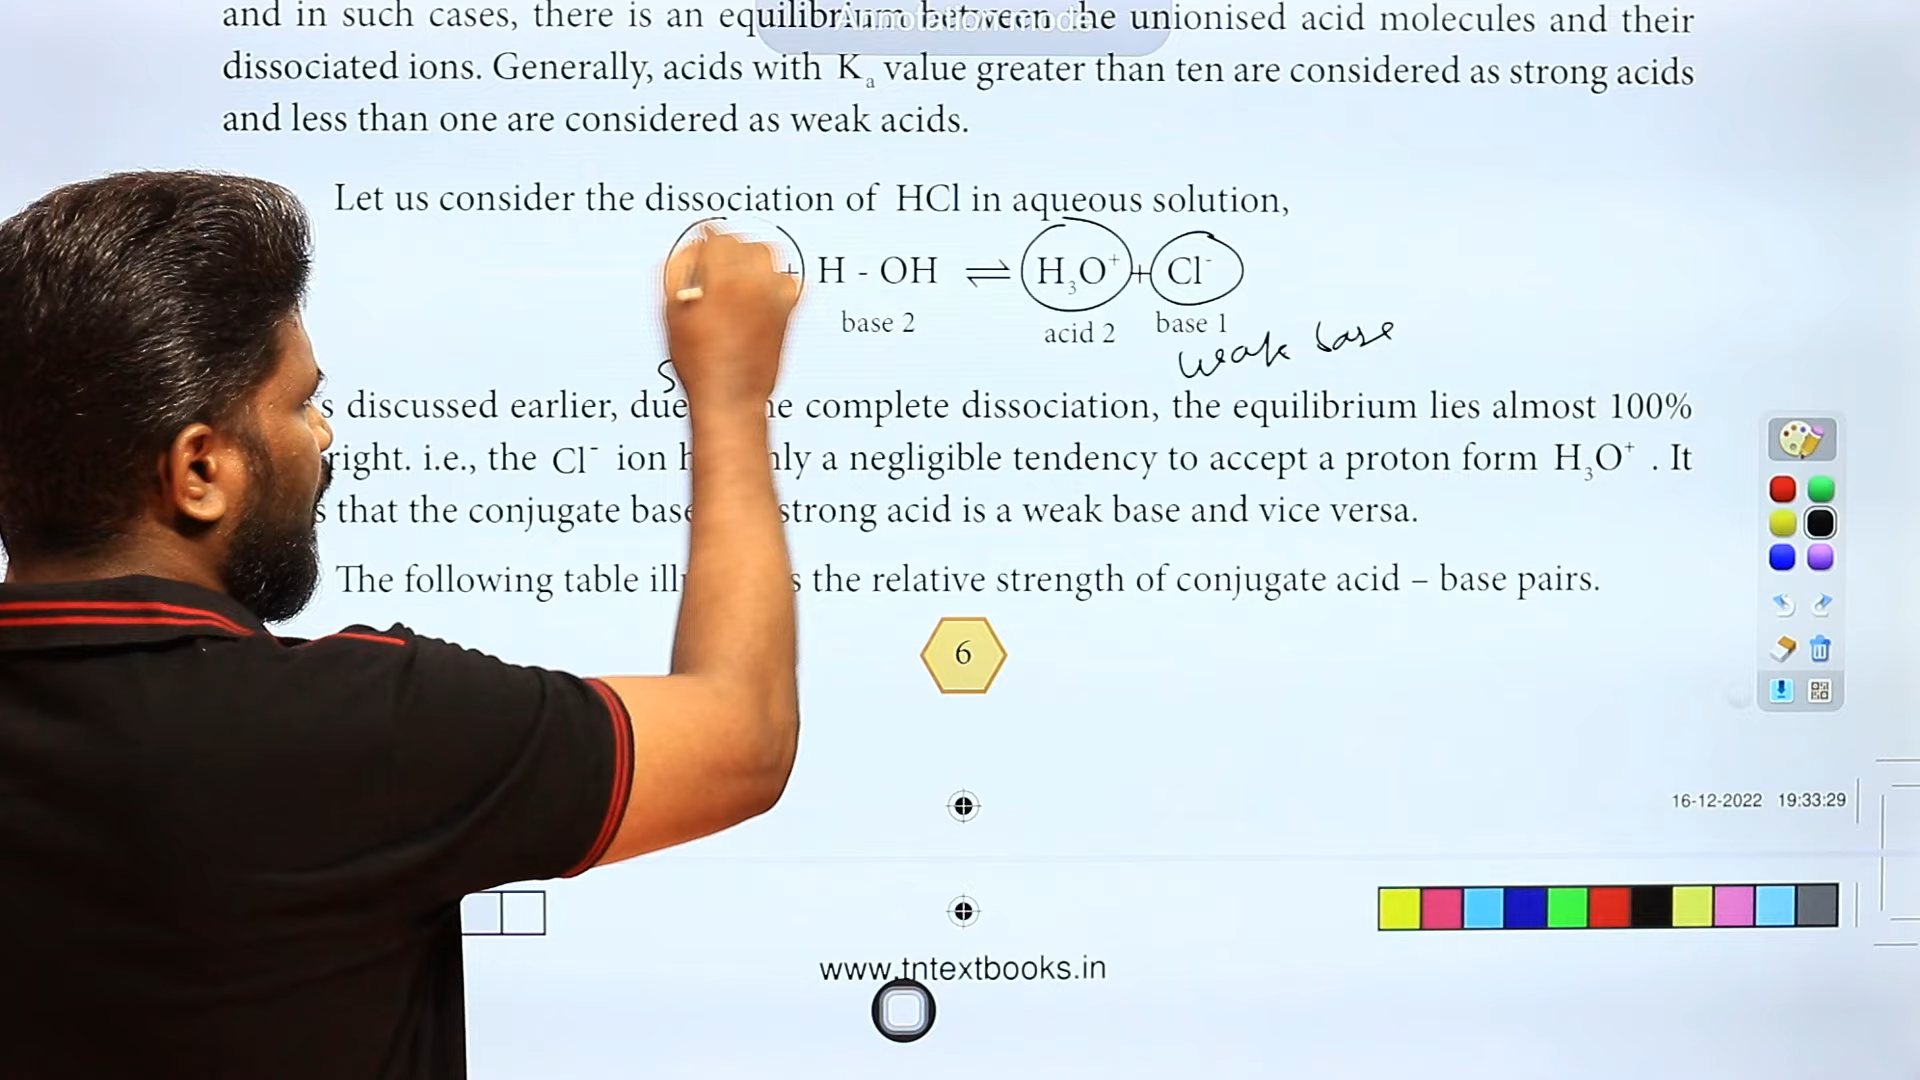 and in such cases, there is an equilibrium between the unionised acid molecules and their
Annotation mode
dissociated ions. Generally, acids with Kₐ value greater than ten are considered as strong acids
and less than one are considered as weak acids.
Let us consider the dissociation of HCl in aqueous solution,
+ H - OH ⇌ H₃O⁺ + Cl⁻
base 2 acid 2 base 1
weak base
s discussed earlier, due complete dissociation, the equilibrium lies almost 100%
right. i.e., the Cl⁻ ion a negligible tendency to accept a proton form H₃O⁺ . It
that the conjugate base strong acid is a weak base and vice versa.
The following table the relative strength of conjugate acid – base pairs.
6
16-12-2022 19:33:29
www.tntextbooks.in